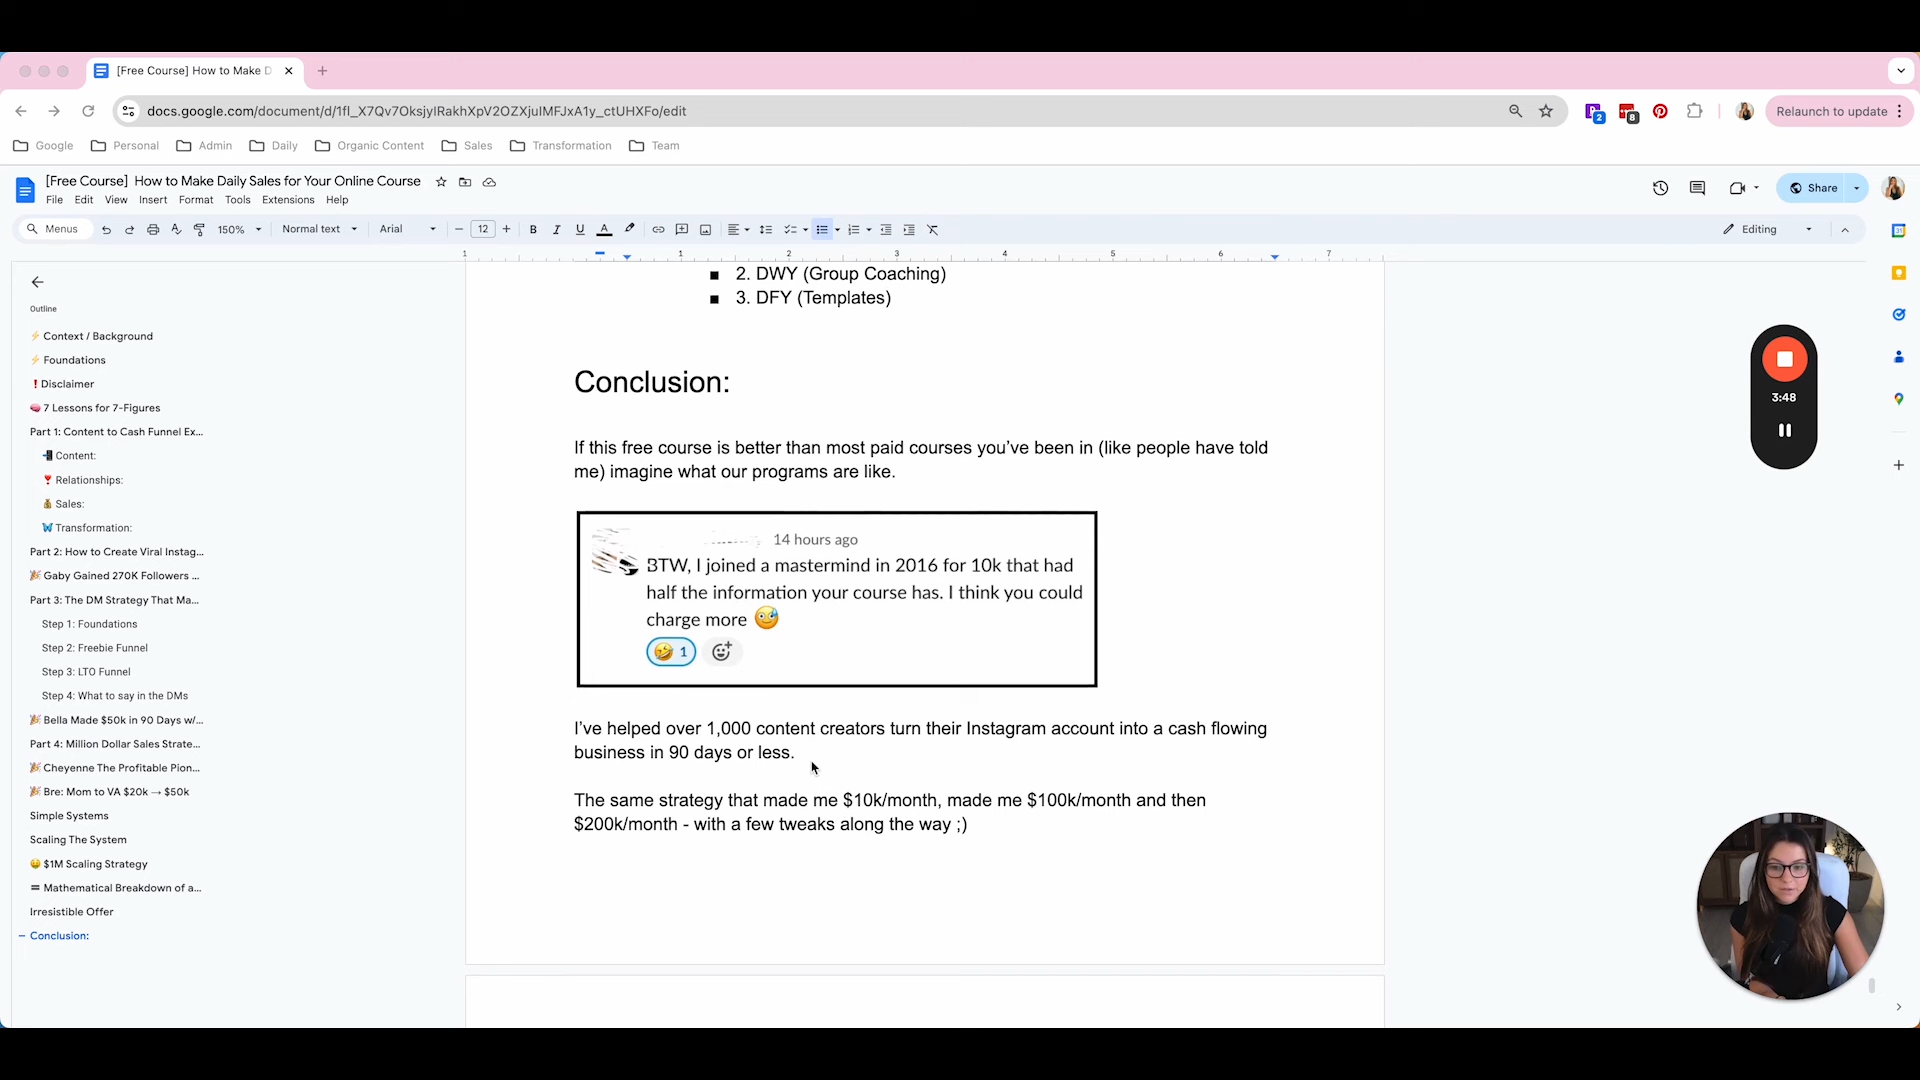 [Free Course] How to Make D
docs.google.com/document/d/1fI_X7Qv7OksjyIRakhXpV2OZXjuIMFJxA1y_ctUHXFo/edit
2
8
Relaunch to update
Google Personal Admin Daily Organic Content Sales Transformation Team
[Free Course] How to Make Daily Sales for Your Online Course
File Edit View Insert Format Tools Extensions Help
Share
Menus 150% Normal text Arial 12 Editing
1 1 2 3 4 5 6 7
Outline
⚡ Context / Background
⚡ Foundations
❗ Disclaimer
🧠 7 Lessons for 7-Figures
Part 1: Content to Cash Funnel Ex...
📲 Content:
❣️ Relationships:
💰 Sales:
🦋 Transformation:
Part 2: How to Create Viral Instag...
🎉 Gaby Gained 270K Followers ...
Part 3: The DM Strategy That Ma...
Step 1: Foundations
Step 2: Freebie Funnel
Step 3: LTO Funnel
Step 4: What to say in the DMs
🎉 Bella Made $50k in 90 Days w/...
Part 4: Million Dollar Sales Strate...
🎉 Cheyenne The Profitable Pion...
🎉 Bre: Mom to VA $20k → $50k
Simple Systems
Scaling The System
🤑 $1M Scaling Strategy
🟰 Mathematical Breakdown of a...
Irresistible Offer
Conclusion:
■ 2. DWY (Group Coaching)
■ 3. DFY (Templates)
Conclusion:
If this free course is better than most paid courses you've been in (like people have told
me) imagine what our programs are like.
14 hours ago
BTW, I joined a mastermind in 2016 for 10k that had
half the information your course has. I think you could
charge more 😅
🤣 1
I've helped over 1,000 content creators turn their Instagram account into a cash flowing
business in 90 days or less.
The same strategy that made me $10k/month, made me $100k/month and then
$200k/month - with a few tweaks along the way ;)
3:48
31